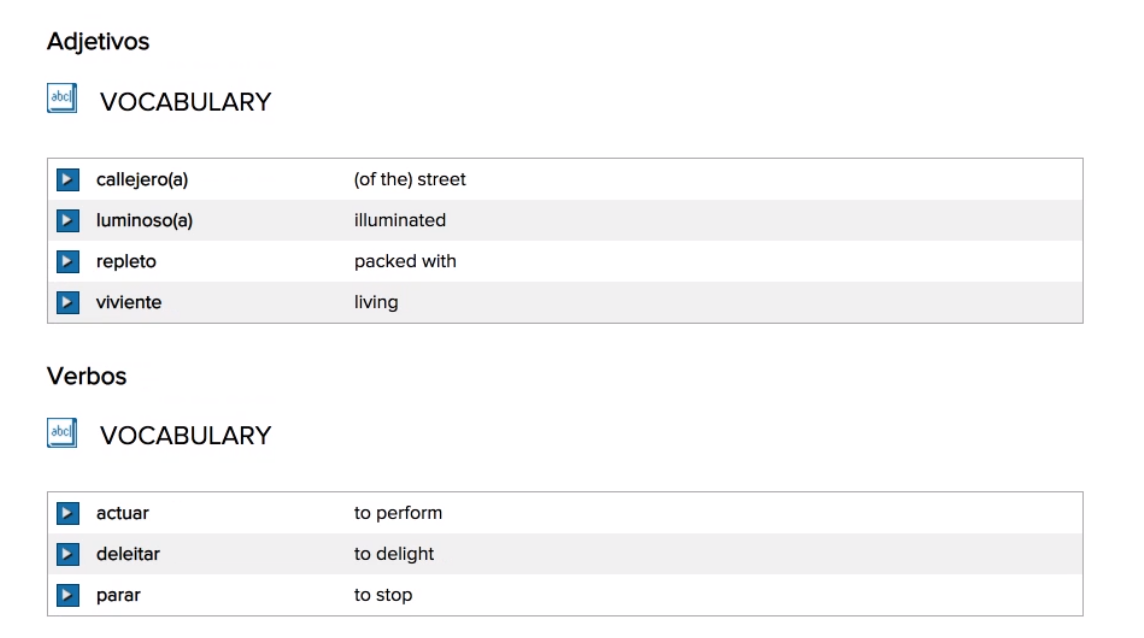 Adjetivos
abc
VOCABULARY
callejero(a) (of the) street
luminoso(a) illuminated
repleto packed with
viviente living
Verbos
abc
VOCABULARY
actuar to perform
deleitar to delight
parar to stop